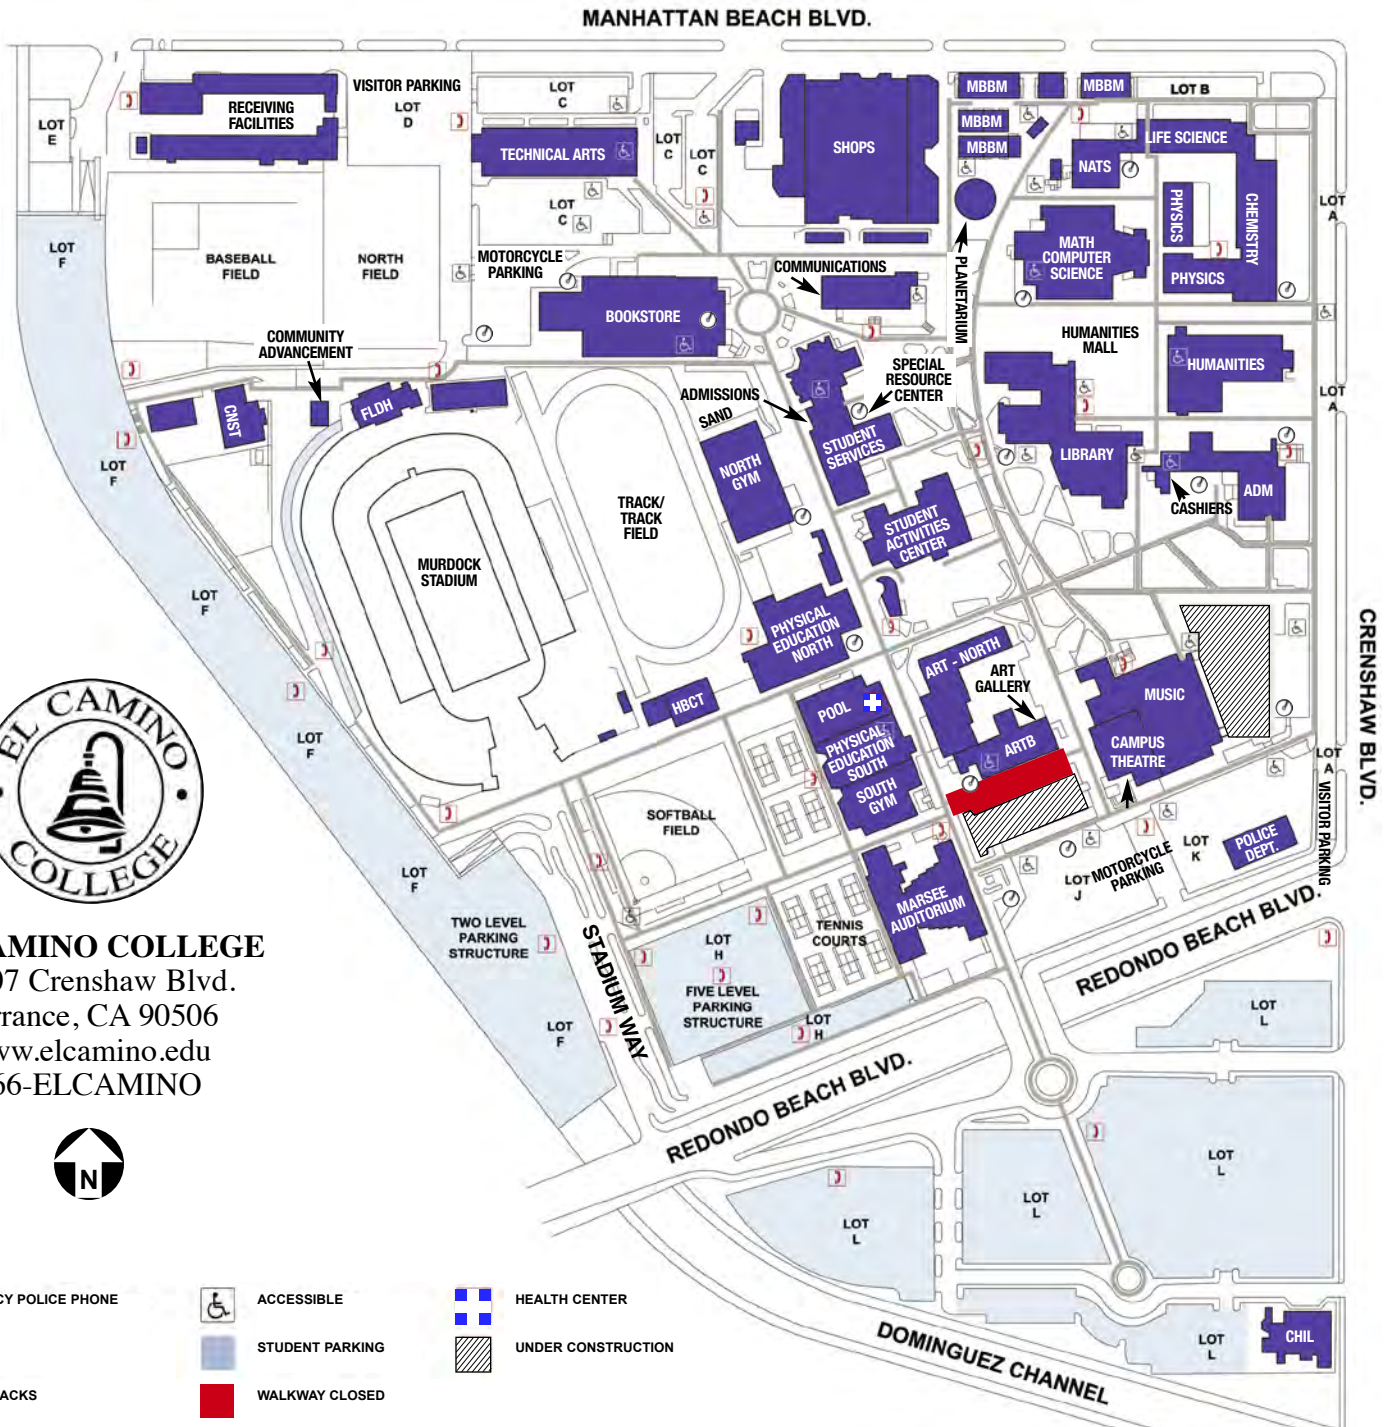 MANHATTAN BEACH BLVD.
VISITOR PARKING
LOT
D
RECEIVING
FACILITIES
LOT
E
LOT
C
TECHNICAL ARTS
LOT
C
LOT
C
LOT
C
SHOPS
MBBM
MBBM
LOT B
MBBM
MBBM
LIFE SCIENCE
NATS
PHYSICS
CHEMISTRY
LOT
A
LOT
F
BASEBALL
FIELD
NORTH
FIELD
MOTORCYCLE
PARKING
COMMUNICATIONS
PLANETARIUM
MATH
COMPUTER
SCIENCE
PHYSICS
BOOKSTORE
COMMUNITY
ADVANCEMENT
HUMANITIES
MALL
HUMANITIES
SPECIAL
RESOURCE
CENTER
ADMISSIONS
SAND
LOT
A
CNST
FLDH
STUDENT
SERVICES
NORTH
GYM
LIBRARY
CASHIERS
ADM
LOT
F
TRACK/
TRACK
FIELD
STUDENT
ACTIVITIES
CENTER
MURDOCK
STADIUM
LOT
F
PHYSICAL
EDUCATION
NORTH
ART - NORTH
ART
GALLERY
CRENSHAW BLVD.
HBCT
POOL
MUSIC
LOT
F
PHYSICAL
EDUCATION
SOUTH
ARTB
CAMPUS
THEATRE
LOT
A
VISITOR PARKING
SOUTH
GYM
SOFTBALL
FIELD
EL CAMINO
COLLEGE
LOT
K
POLICE
DEPT.
MOTORCYCLE
PARKING
LOT
J
LOT
F
MARSEE
AUDITORIUM
TENNIS
COURTS
TWO LEVEL
PARKING
STRUCTURE
STADIUM WAY
LOT
H
FIVE LEVEL
PARKING
STRUCTURE
LOT
H
LOT
F
REDONDO BEACH BLVD.
REDONDO BEACH BLVD.
LOT
L
AMINO COLLEGE
07 Crenshaw Blvd.
rrance, CA 90506
ww.elcamino.edu
66-ELCAMINO
N
LOT
L
LOT
L
LOT
L
LOT
L
CHIL
DOMINGUEZ CHANNEL
CY POLICE PHONE
ACCESSIBLE
HEALTH CENTER
STUDENT PARKING
UNDER CONSTRUCTION
ACKS
WALKWAY CLOSED